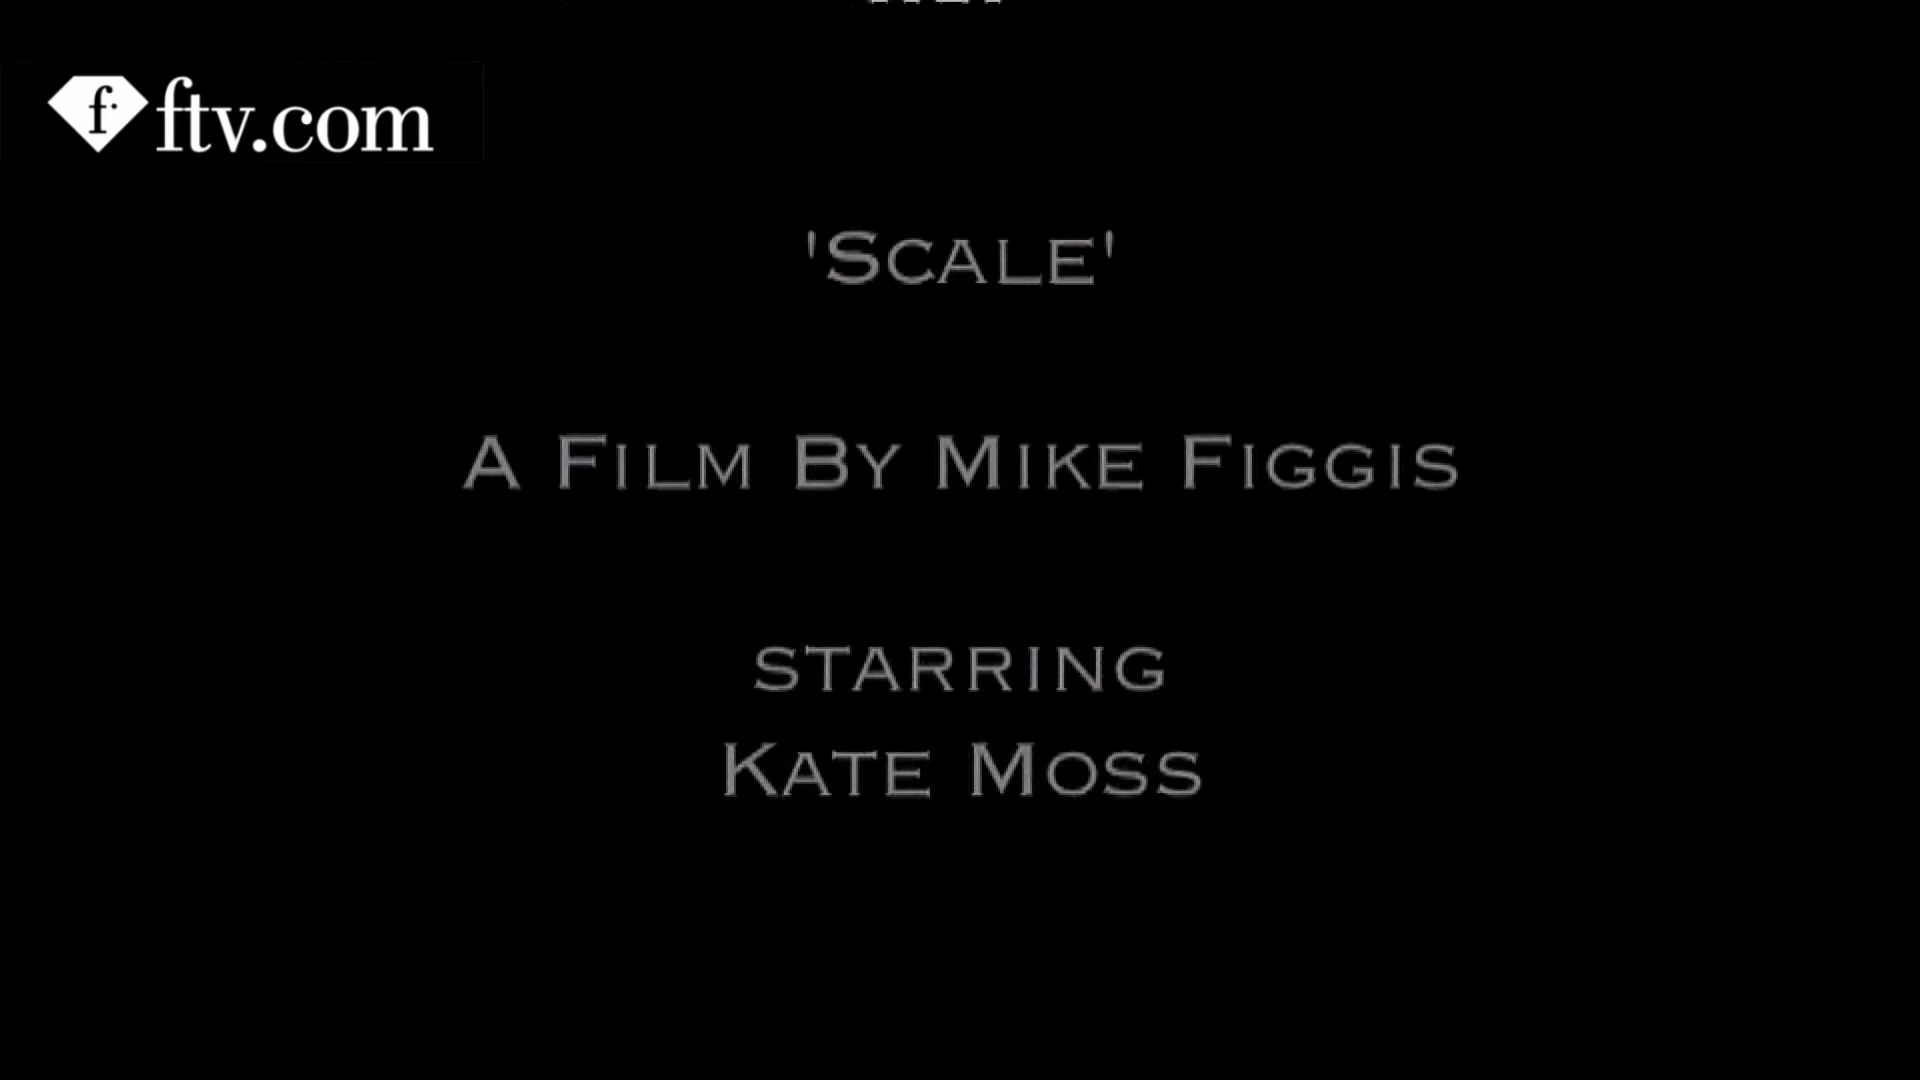 f
ftv.com
'SCALE'
A FILM BY MIKE FIGGIS
STARRING
KATE MOSS